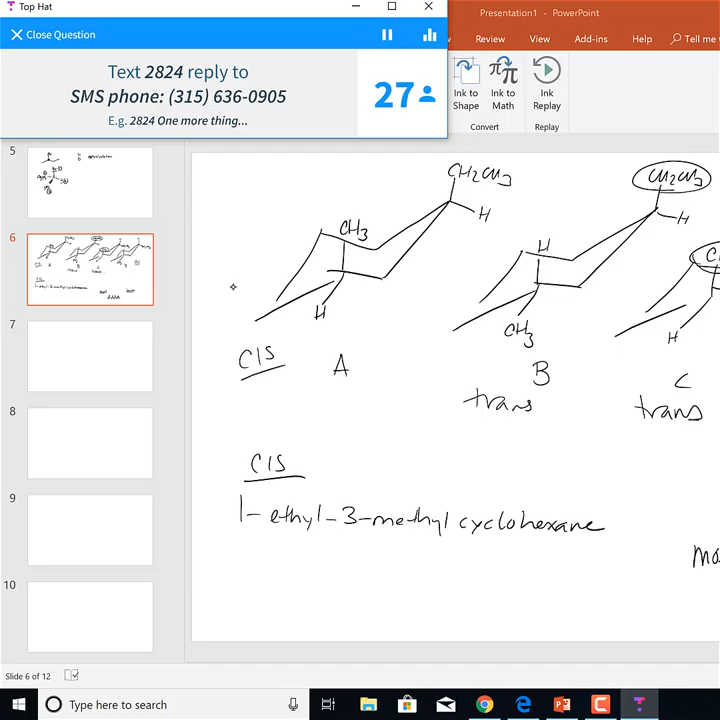 Top Hat
Close Question
Text 2824 reply to
SMS phone: (315) 636-0905
E.g. 2824 One more thing...
27
Presentation1 - PowerPoint
Review View Add-ins Help Tell me
Ink to Shape
Ink to Math
Ink Replay
Convert
Replay
5
6
7
8
9
10
CH2CH3
H
CH3
H
CIS
A
CH2CH3
H
H
CH3
B
trans
H
C
trans
CIS
1-ethyl-3-methylcyclohexane
Slide 6 of 12
Type here to search